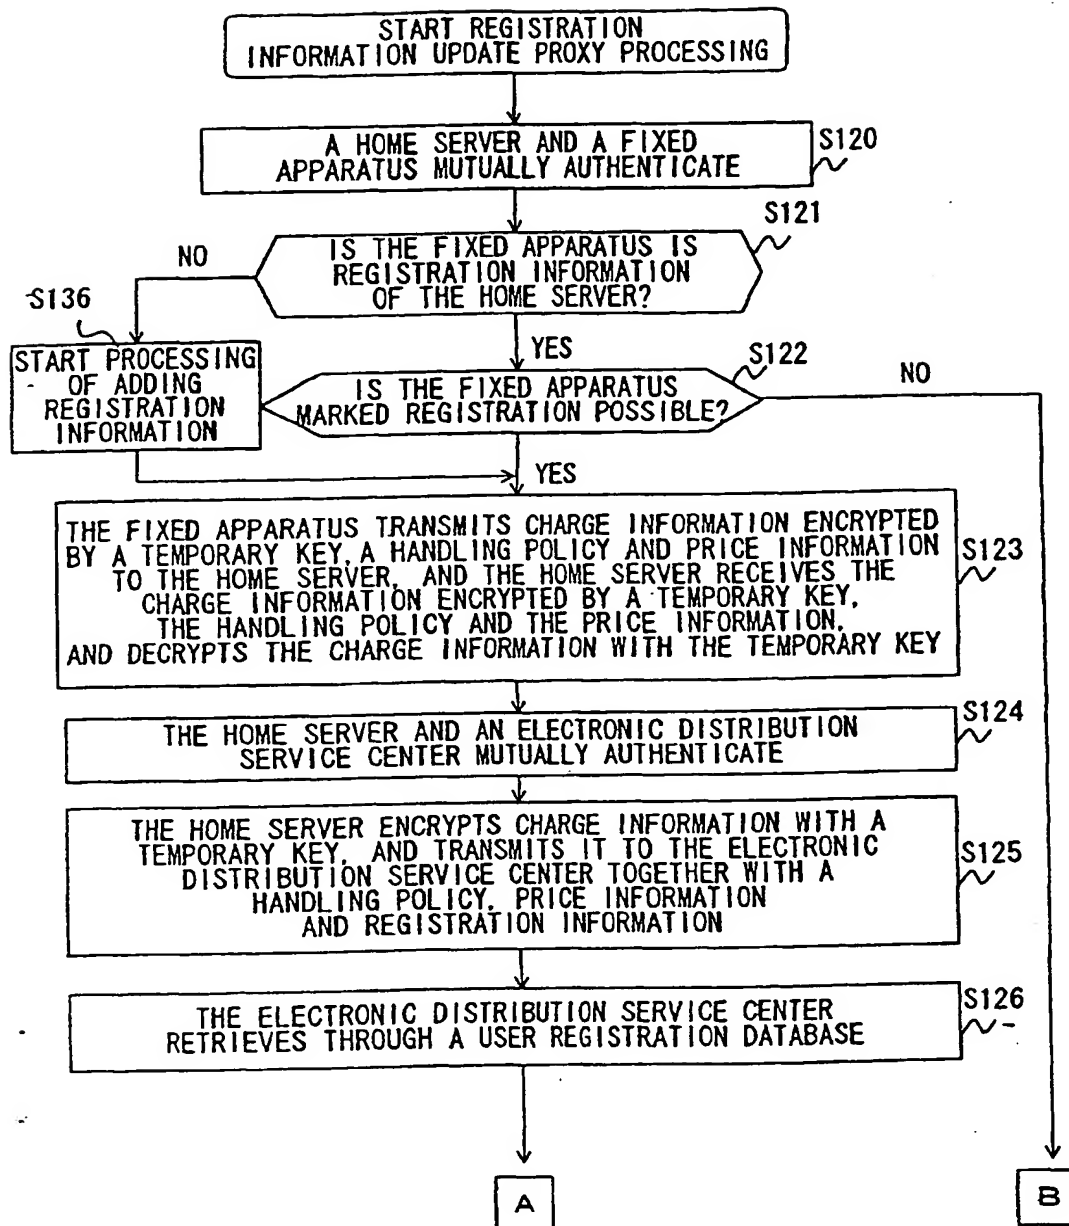 START REGISTRATION
INFORMATION UPDATE PROXY PROCESSING
A HOME SERVER AND A FIXED
APPARATUS MUTUALLY AUTHENTICATE
S120
S121
IS THE FIXED APPARATUS IS
REGISTRATION INFORMATION
OF THE HOME SERVER?
NO
S136
YES
START PROCESSING
OF ADDING
REGISTRATION
INFORMATION
S122
IS THE FIXED APPARATUS
MARKED REGISTRATION POSSIBLE?
NO
YES
THE FIXED APPARATUS TRANSMITS CHARGE INFORMATION ENCRYPTED
BY A TEMPORARY KEY, A HANDLING POLICY AND PRICE INFORMATION
TO THE HOME SERVER, AND THE HOME SERVER RECEIVES THE
CHARGE INFORMATION ENCRYPTED BY A TEMPORARY KEY,
THE HANDLING POLICY AND THE PRICE INFORMATION,
AND DECRYPTS THE CHARGE INFORMATION WITH THE TEMPORARY KEY
S123
THE HOME SERVER AND AN ELECTRONIC DISTRIBUTION
SERVICE CENTER MUTUALLY AUTHENTICATE
S124
THE HOME SERVER ENCRYPTS CHARGE INFORMATION WITH A
TEMPORARY KEY, AND TRANSMITS IT TO THE ELECTRONIC
DISTRIBUTION SERVICE CENTER TOGETHER WITH A
HANDLING POLICY, PRICE INFORMATION
AND REGISTRATION INFORMATION
S125
THE ELECTRONIC DISTRIBUTION SERVICE CENTER
RETRIEVES THROUGH A USER REGISTRATION DATABASE
S126
A
B